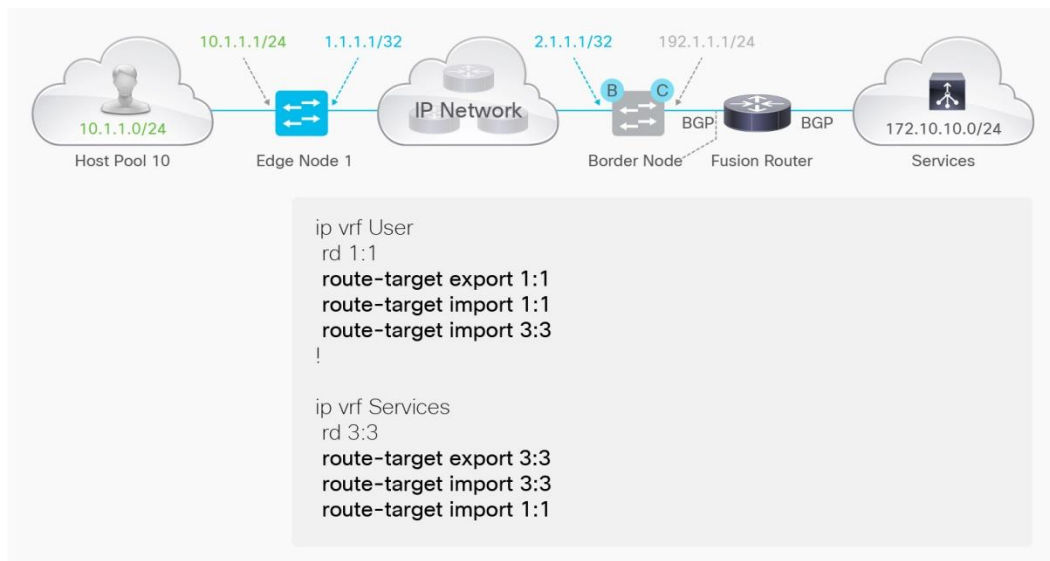 10.1.1.1/24 1.1.1.1/32 2.1.1.1/32 192.1.1.1/24
B C
IP Network
BGP BGP
10.1.1.0/24 172.10.10.0/24
Host Pool 10 Edge Node 1 Border Node Fusion Router Services
ip vrf User
rd 1:1
route-target export 1:1
route-target import 1:1
route-target import 3:3
!
ip vrf Services
rd 3:3
route-target export 3:3
route-target import 3:3
route-target import 1:1